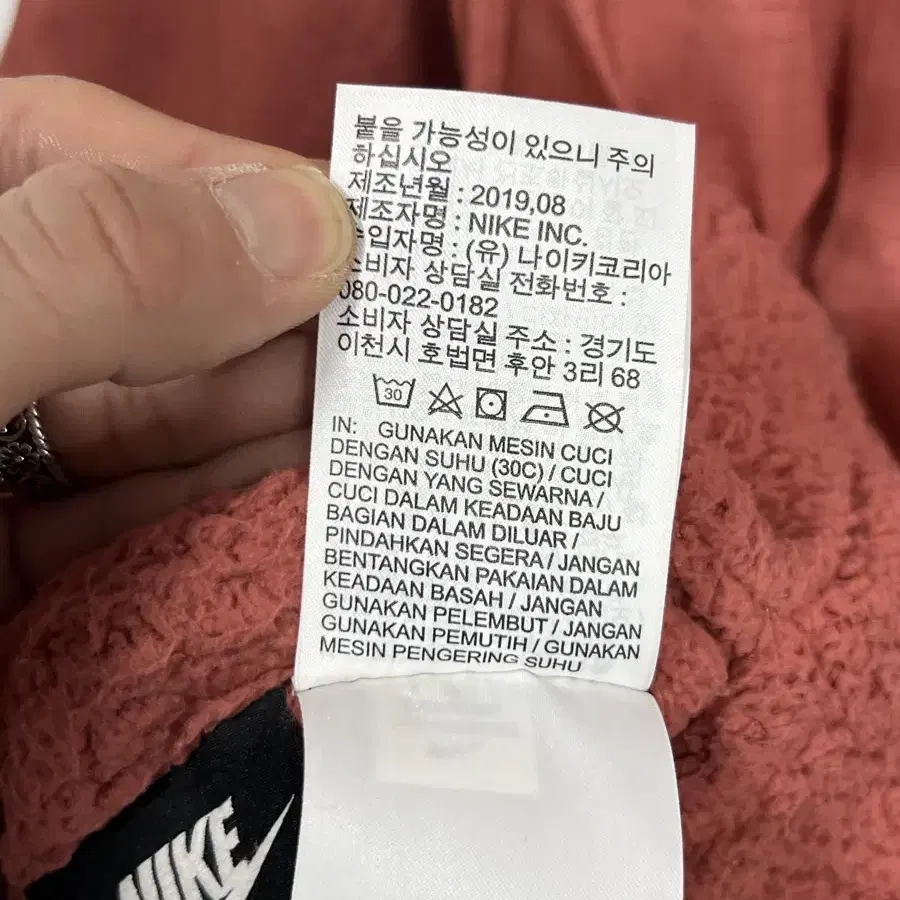 붙을 가능성이 있으니 주의
하십시오
제조년월 : 2019,08
제조자명 : NIKE INC.
수입자명 : (유) 나이키코리아
소비자 상담실 전화번호 :
080-022-0182
소비자 상담실 주소 : 경기도
이천시 호법면 후안 3리 68
30
IN: GUNAKAN MESIN CUCI
DENGAN SUHU (30C) / CUCI
DENGAN YANG SEWARNA /
CUCI DALAM KEADAAN BAJU
BAGIAN DALAM DILUAR /
PINDAHKAN SEGERA / JANGAN
BENTANGKAN PAKAIAN DALAM
KEADAAN BASAH / JANGAN
GUNAKAN PELEMBUT / JANGAN
GUNAKAN PEMUTIH / GUNAKAN
MESIN PENGERING SUHU
NIKE